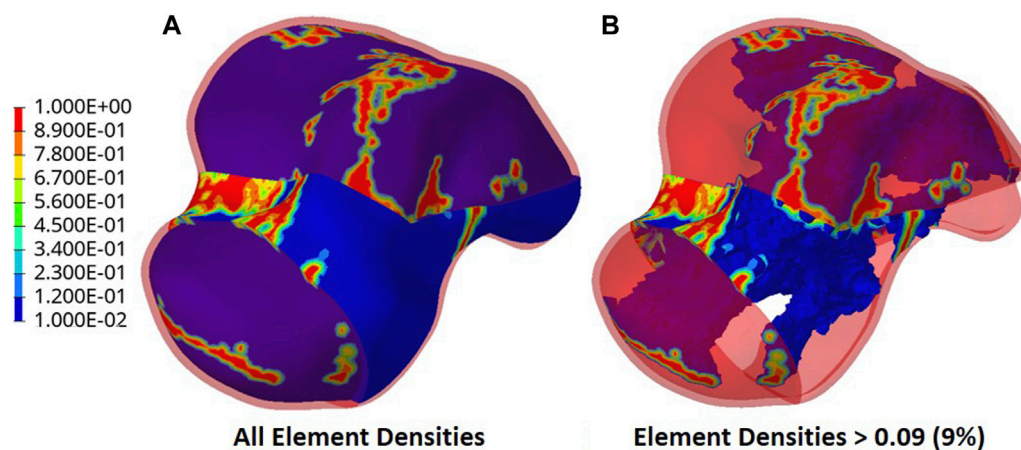 A
B
1.000E+00
8.900E-01
7.800E-01
6.700E-01
5.600E-01
4.500E-01
3.400E-01
2.300E-01
1.200E-01
1.000E-02
All Element Densities
Element Densities > 0.09 (9%)